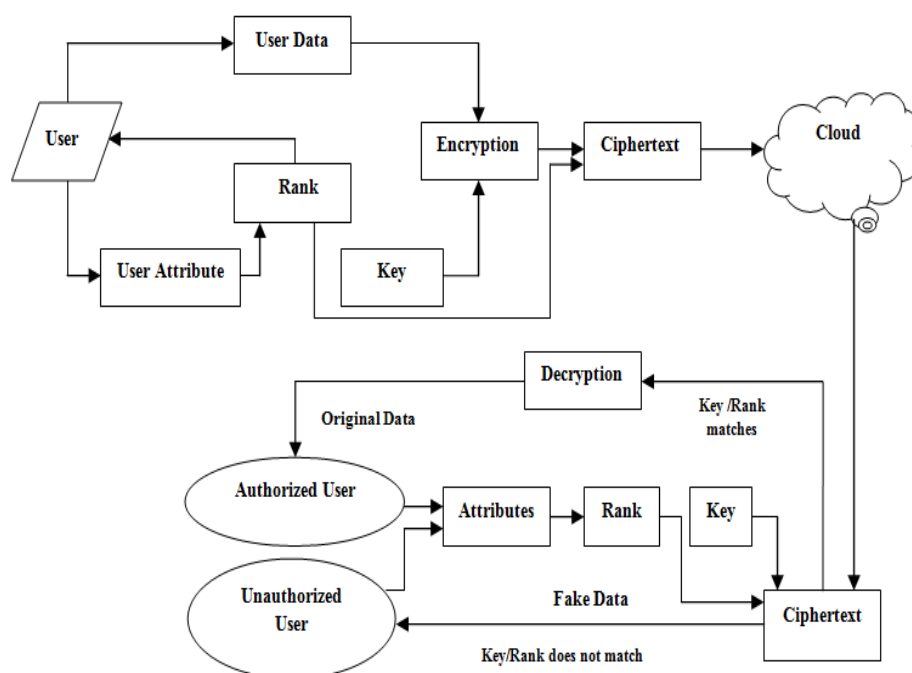 User Data
User
Encryption
Ciphertext
Cloud
Rank
User Attribute
Key
Decryption
Original Data
Key /Rank
matches
Authorized User
Attributes
Rank
Key
Unauthorized
User
Fake Data
Ciphertext
Key/Rank does not match